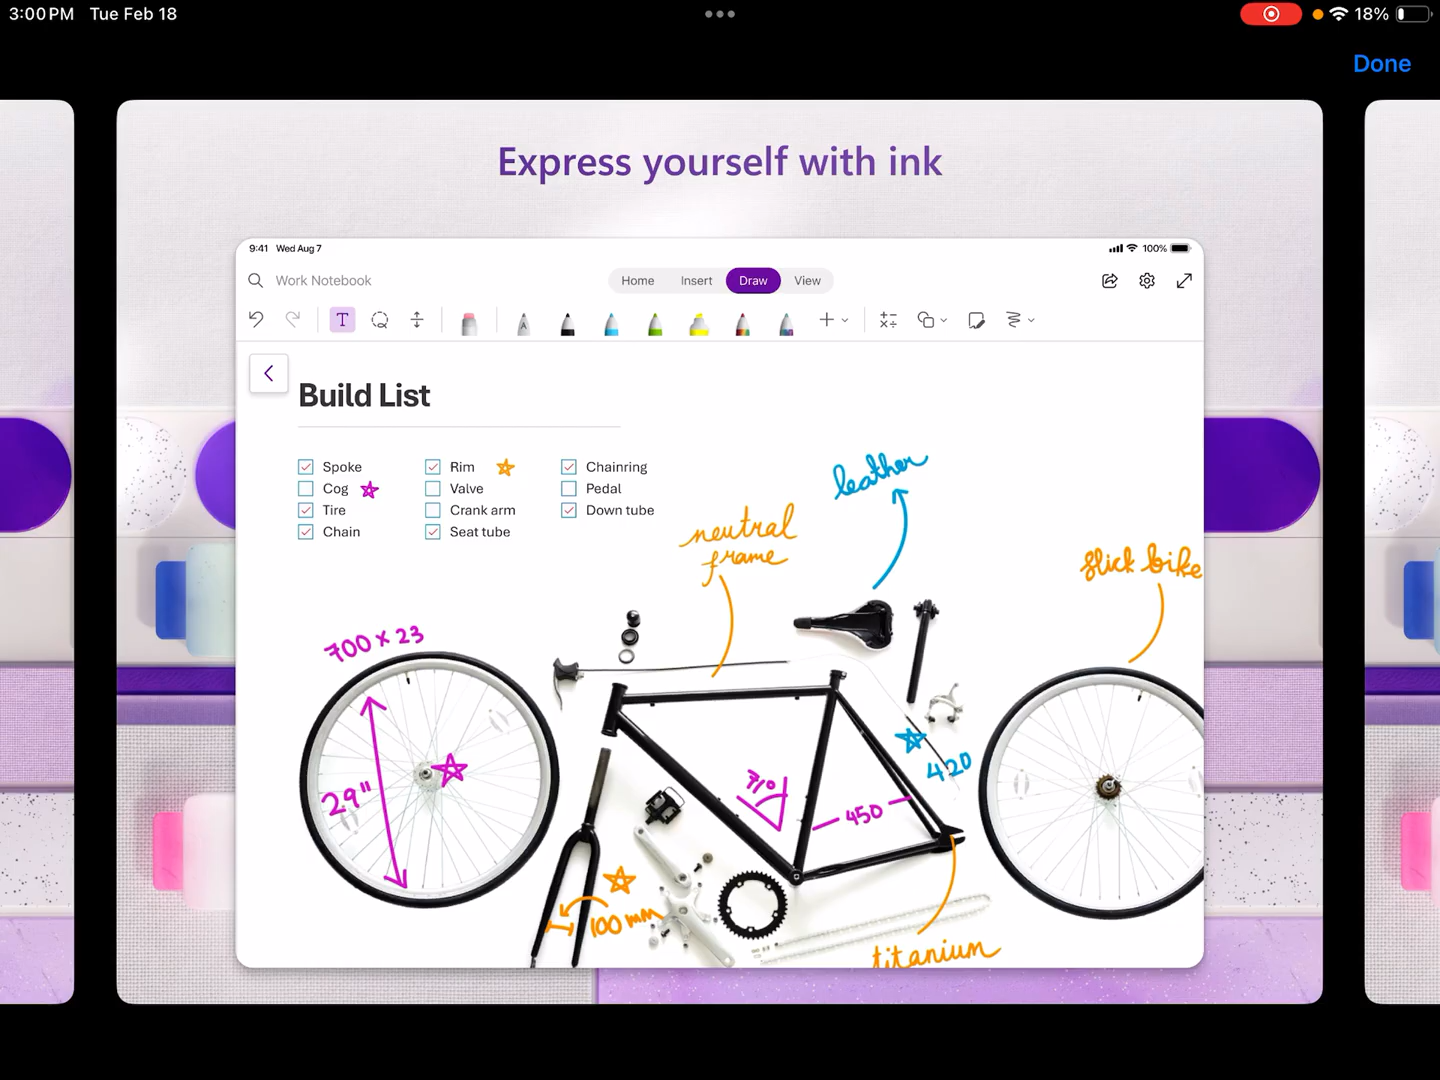 3:00 PM Tue Feb 18
18%
Done
Express yourself with ink
9:41 Wed Aug 7
100%
Work Notebook
Home Insert Draw View
T
A
Build List
Spoke Rim Chainring
Cog Valve Pedal
Tire Crank arm Down tube
Chain Seat tube
leather
neutral
frame
slick bike
700 x 23
29"
71°
450
420
100 mm
titanium